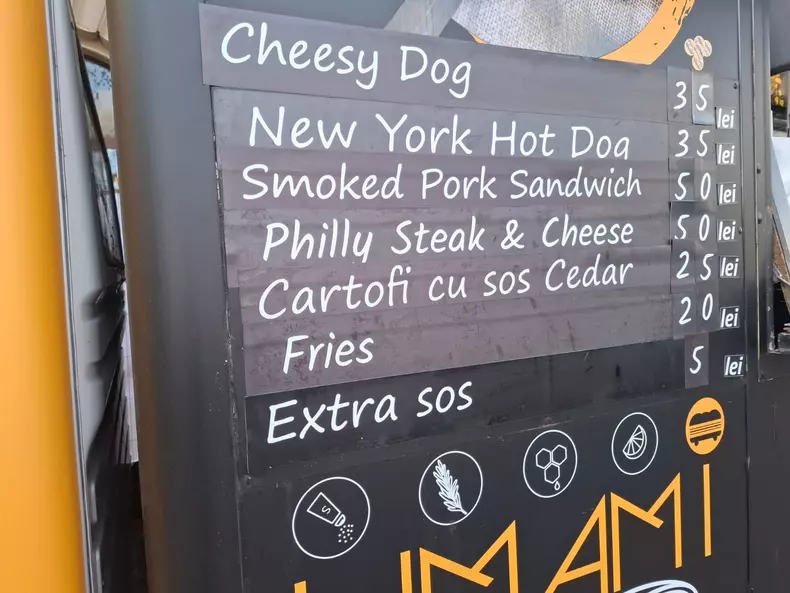 Cheesy Dog 35 lei
New York Hot Dog 35 lei
Smoked Pork Sandwich 50 lei
Philly Steak & Cheese 50 lei
Cartofi cu sos Cedar 25 lei
Fries 20 lei
Extra sos 5 lei
S
UMAMI